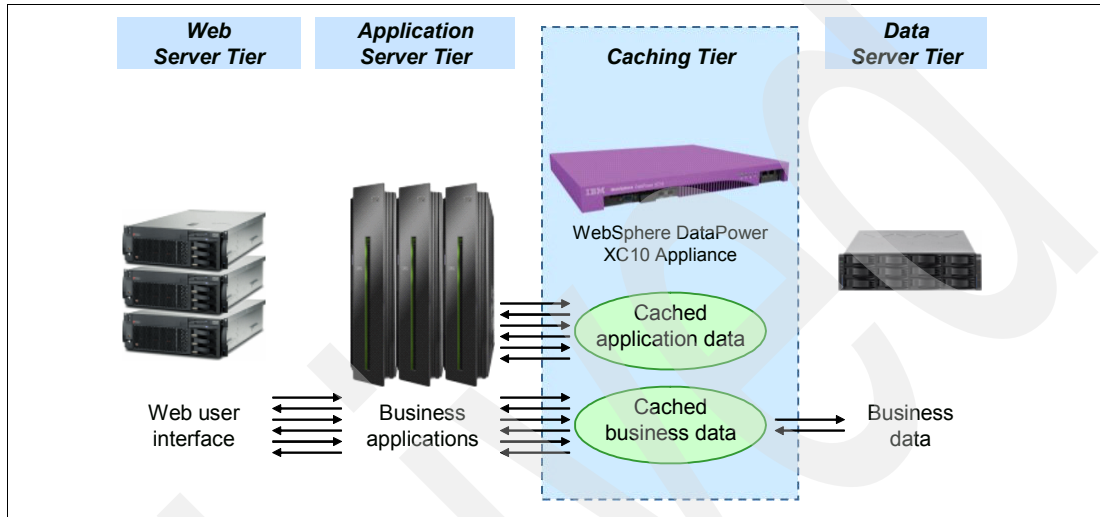 Web
Server Tier
Application
Server Tier
Caching Tier
Data
Server Tier
IBM
WebSphere DataPower
XC10 Appliance
Cached
application data
Web user
interface
Business
applications
Cached
business data
Business
data